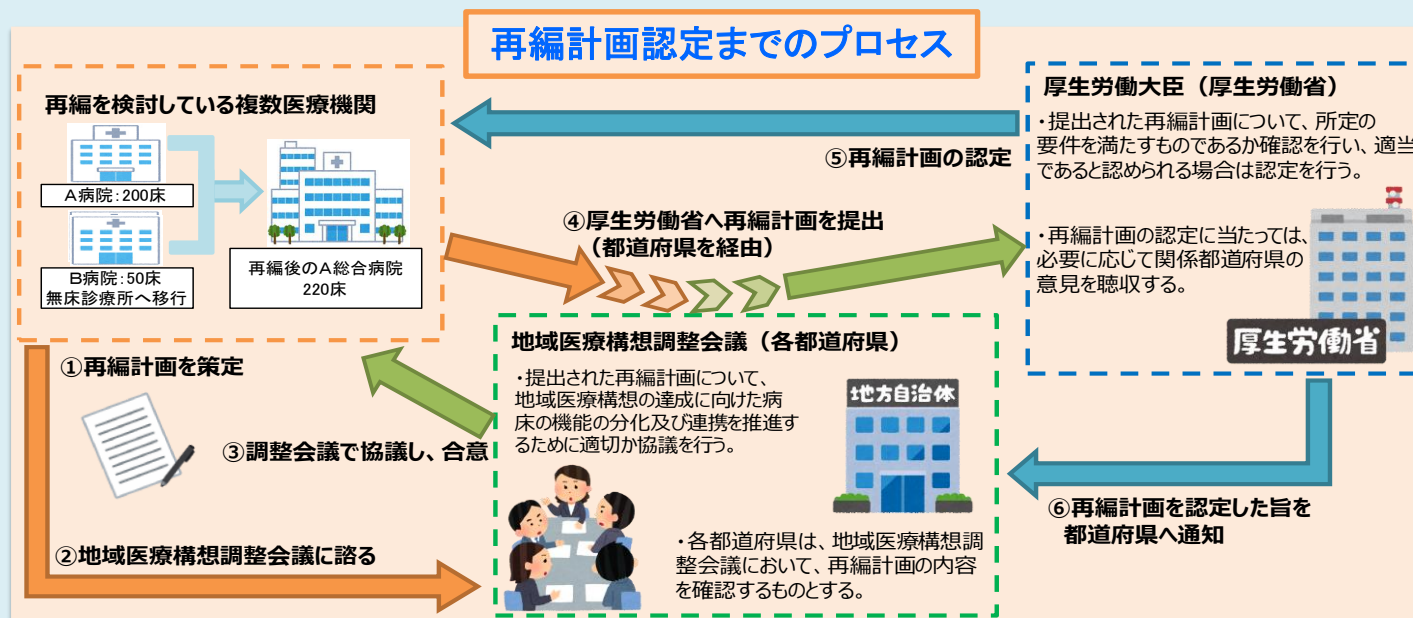 再編計画認定までのプロセス
再編を検討している複数医療機関
A病院:200床
B病院:50床
無床診療所へ移行
再編後のA総合病院
220床
厚生労働大臣（厚生労働省）
・提出された再編計画について、所定の
要件を満たすものであるか確認を行い、適当
であると認められる場合は認定を行う。
・再編計画の認定に当たっては、
必要に応じて関係都道府県の
意見を聴収する。
厚生労働省
⑤再編計画の認定
④厚生労働省へ再編計画を提出
（都道府県を経由）
①再編計画を策定
③調整会議で協議し、合意
②地域医療構想調整会議に諮る
地域医療構想調整会議（各都道府県）
・提出された再編計画について、
地域医療構想の達成に向けた病
床の機能の分化及び連携を推進す
るために適切か協議を行う。
地方自治体
・各都道府県は、地域医療構想調
整会議において、再編計画の内容
を確認するものとする。
⑥再編計画を認定した旨を
都道府県へ通知